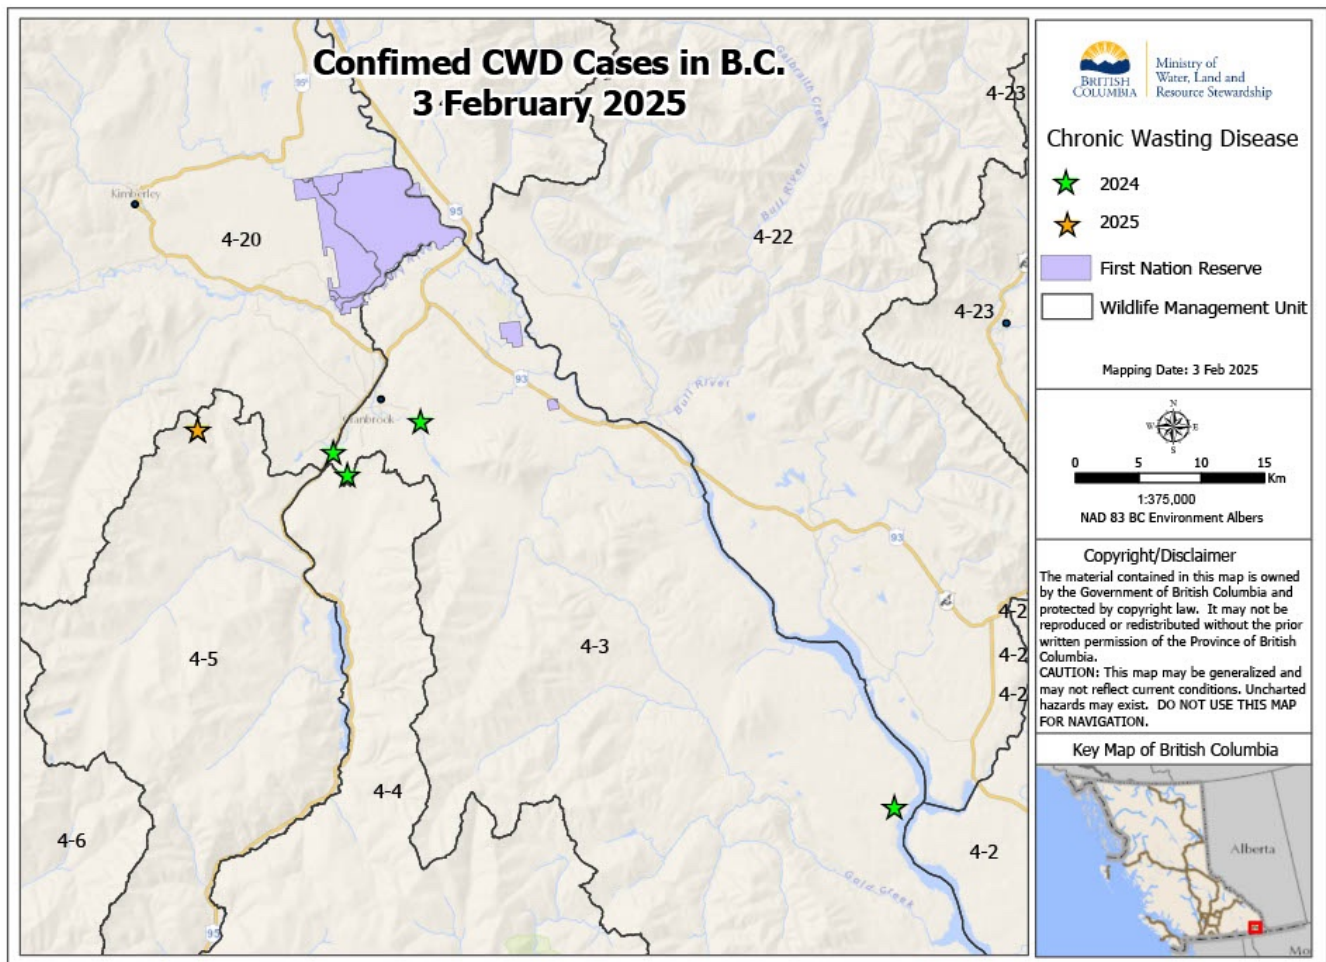 Confimed CWD Cases in B.C.
3 February 2025
Galbraith Creek
4-23
95A
Kimberley
Bull River
95
4-20
4-22
4-23
93
Bull River
Cranbrook
93
4-2
4-5
4-3
4-2
4-2
4-4
4-6
4-2
Gold Creek
95
BRITISH
COLUMBIA
Ministry of
Water, Land and
Resource Stewardship
Chronic Wasting Disease
2024
2025
First Nation Reserve
Wildlife Management Unit
Mapping Date: 3 Feb 2025
N
W E
S
0 5 10 15
Km
1:375,000
NAD 83 BC Environment Albers
Copyright/Disclaimer
The material contained in this map is owned
by the Government of British Columbia and
protected by copyright law. It may not be
reproduced or redistributed without the prior
written permission of the Province of British
Columbia.
CAUTION: This map may be generalized and
may not reflect current conditions. Uncharted
hazards may exist. DO NOT USE THIS MAP
FOR NAVIGATION.
Key Map of British Columbia
Alberta
Mo